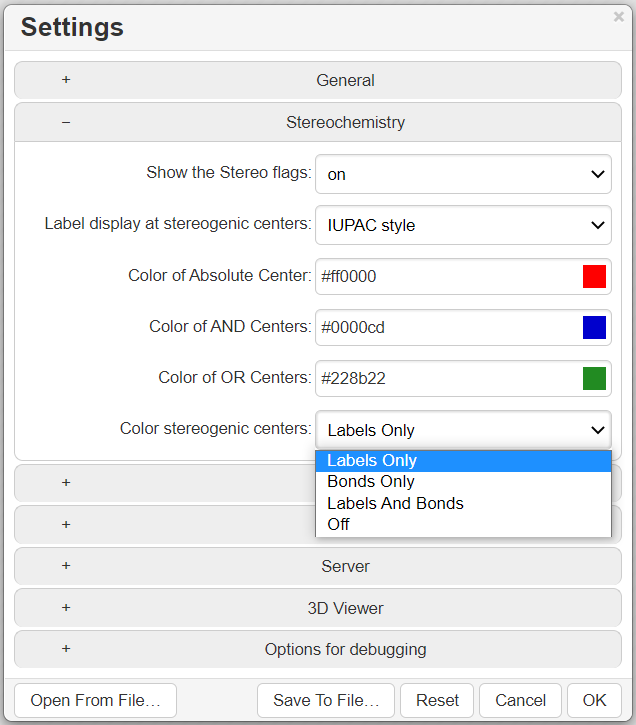 Settings
×
+ General
− Stereochemistry
Show the Stereo flags: on
Label display at stereogenic centers: IUPAC style
Color of Absolute Center: #ff0000
Color of AND Centers: #0000cd
Color of OR Centers: #228b22
Color stereogenic centers: Labels Only
Labels Only
+
Bonds Only
Labels And Bonds
+
Off
+ Server
+ 3D Viewer
+ Options for debugging
Open From File… Save To File… Reset Cancel OK